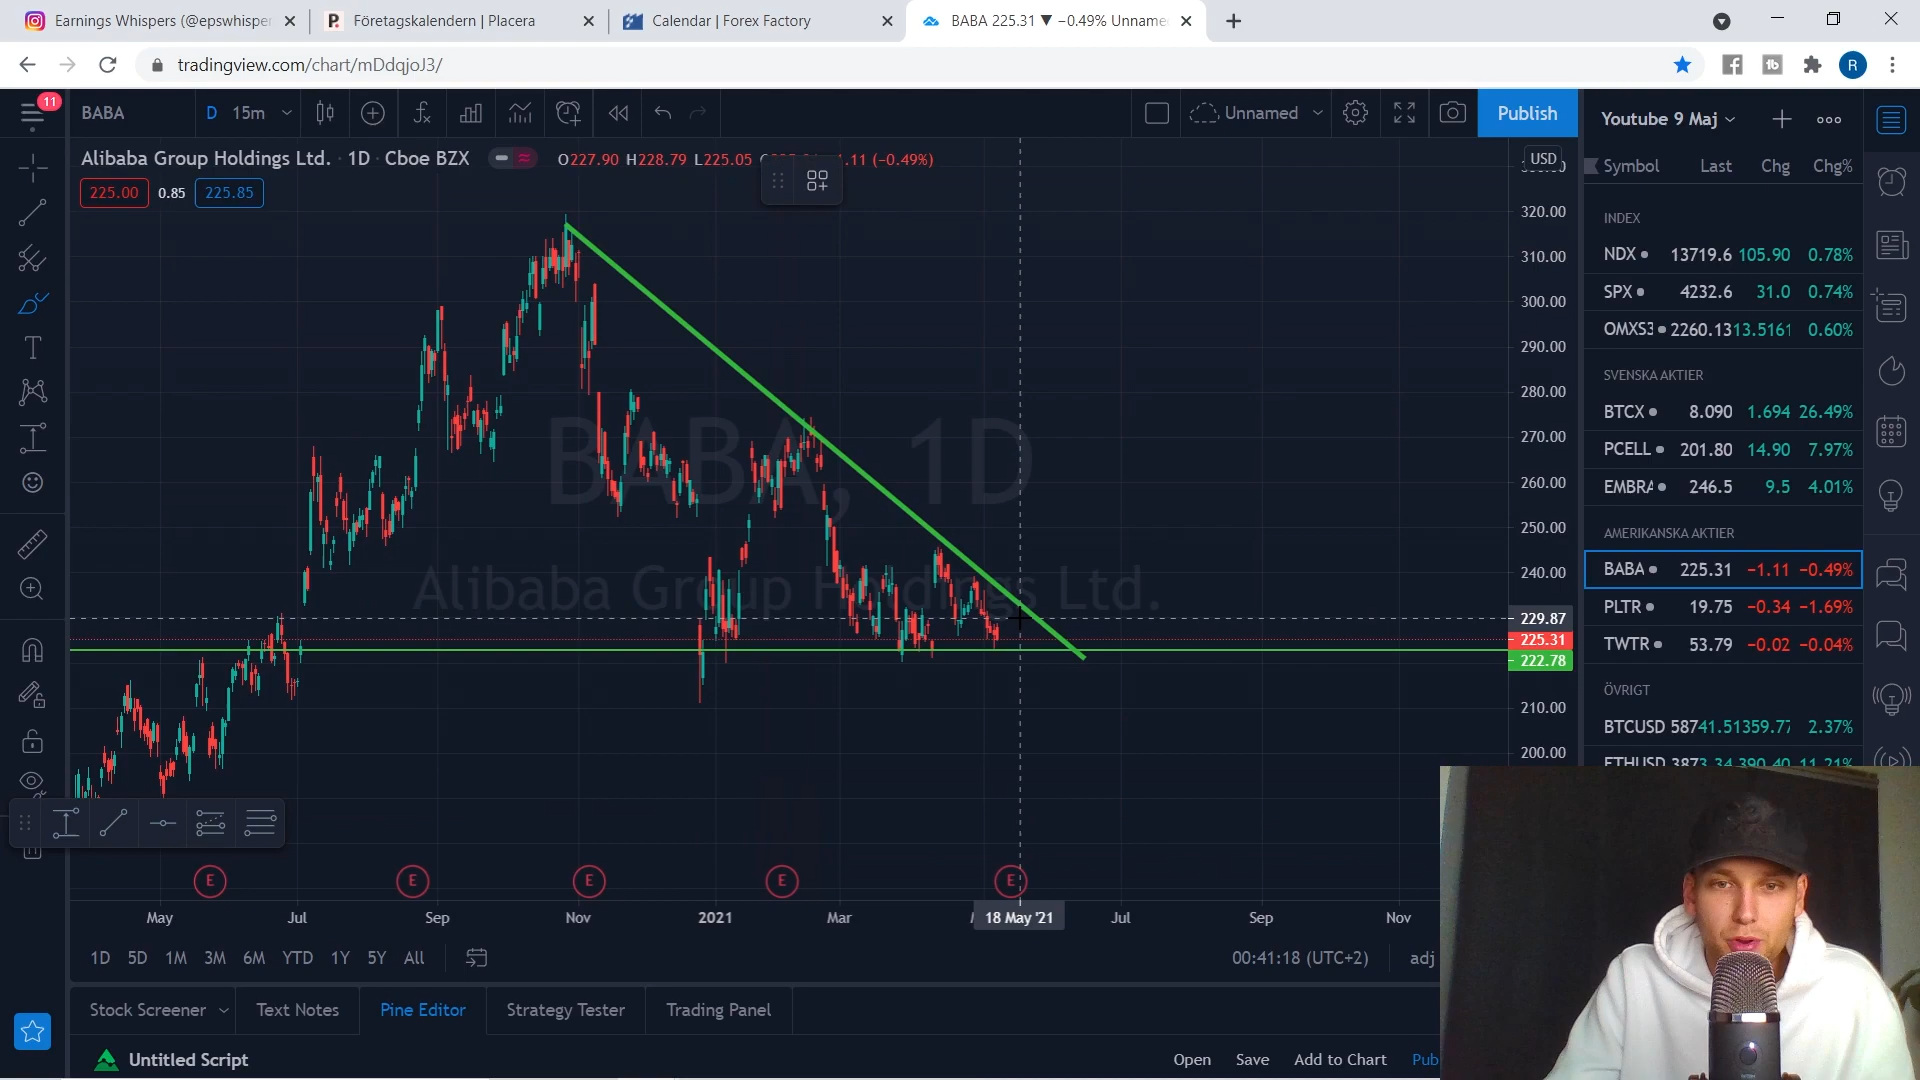 Earnings Whispers (@epswhisper
Företagskalendern | Placera
Calendar | Forex Factory
BABA 225.31 ▼ −0.49% Unname
tradingview.com/chart/mDdqjoJ3/
R
11
BABA
D 15m
Unnamed
Publish
Youtube 9 Maj
Alibaba Group Holdings Ltd. · 1D · Cboe BZX
O227.90 H228.79 L225.05
(−0.49%)
225.00 0.85 225.85
USD
Symbol Last Chg Chg%
INDEX
NDX 13719.6 105.90 0.78%
SPX 4232.6 31.0 0.74%
OMXS3 2260.13 13.5161 0.60%
SVENSKA AKTIER
BTCX 8.090 1.694 26.49%
PCELL 201.80 14.90 7.97%
EMBRA 246.5 9.5 4.01%
AMERIKANSKA AKTIER
BABA 225.31 −1.11 −0.49%
PLTR 19.75 −0.34 −1.69%
TWTR 53.79 −0.02 −0.04%
ÖVRIGT
BTCUSD 58741.5 1359.77 2.37%
320.00
310.00
300.00
290.00
280.00
270.00
260.00
250.00
240.00
229.87
225.31
222.78
210.00
200.00
BABA, 1D
Alibaba Group Holdings Ltd.
E E E E E
May Jul Sep Nov 2021 Mar 18 May '21 Jul Sep Nov
1D 5D 1M 3M 6M YTD 1Y 5Y All
00:41:18 (UTC+2)
adj
Stock Screener
Text Notes
Pine Editor
Strategy Tester
Trading Panel
Untitled Script
Open Save Add to Chart Pub